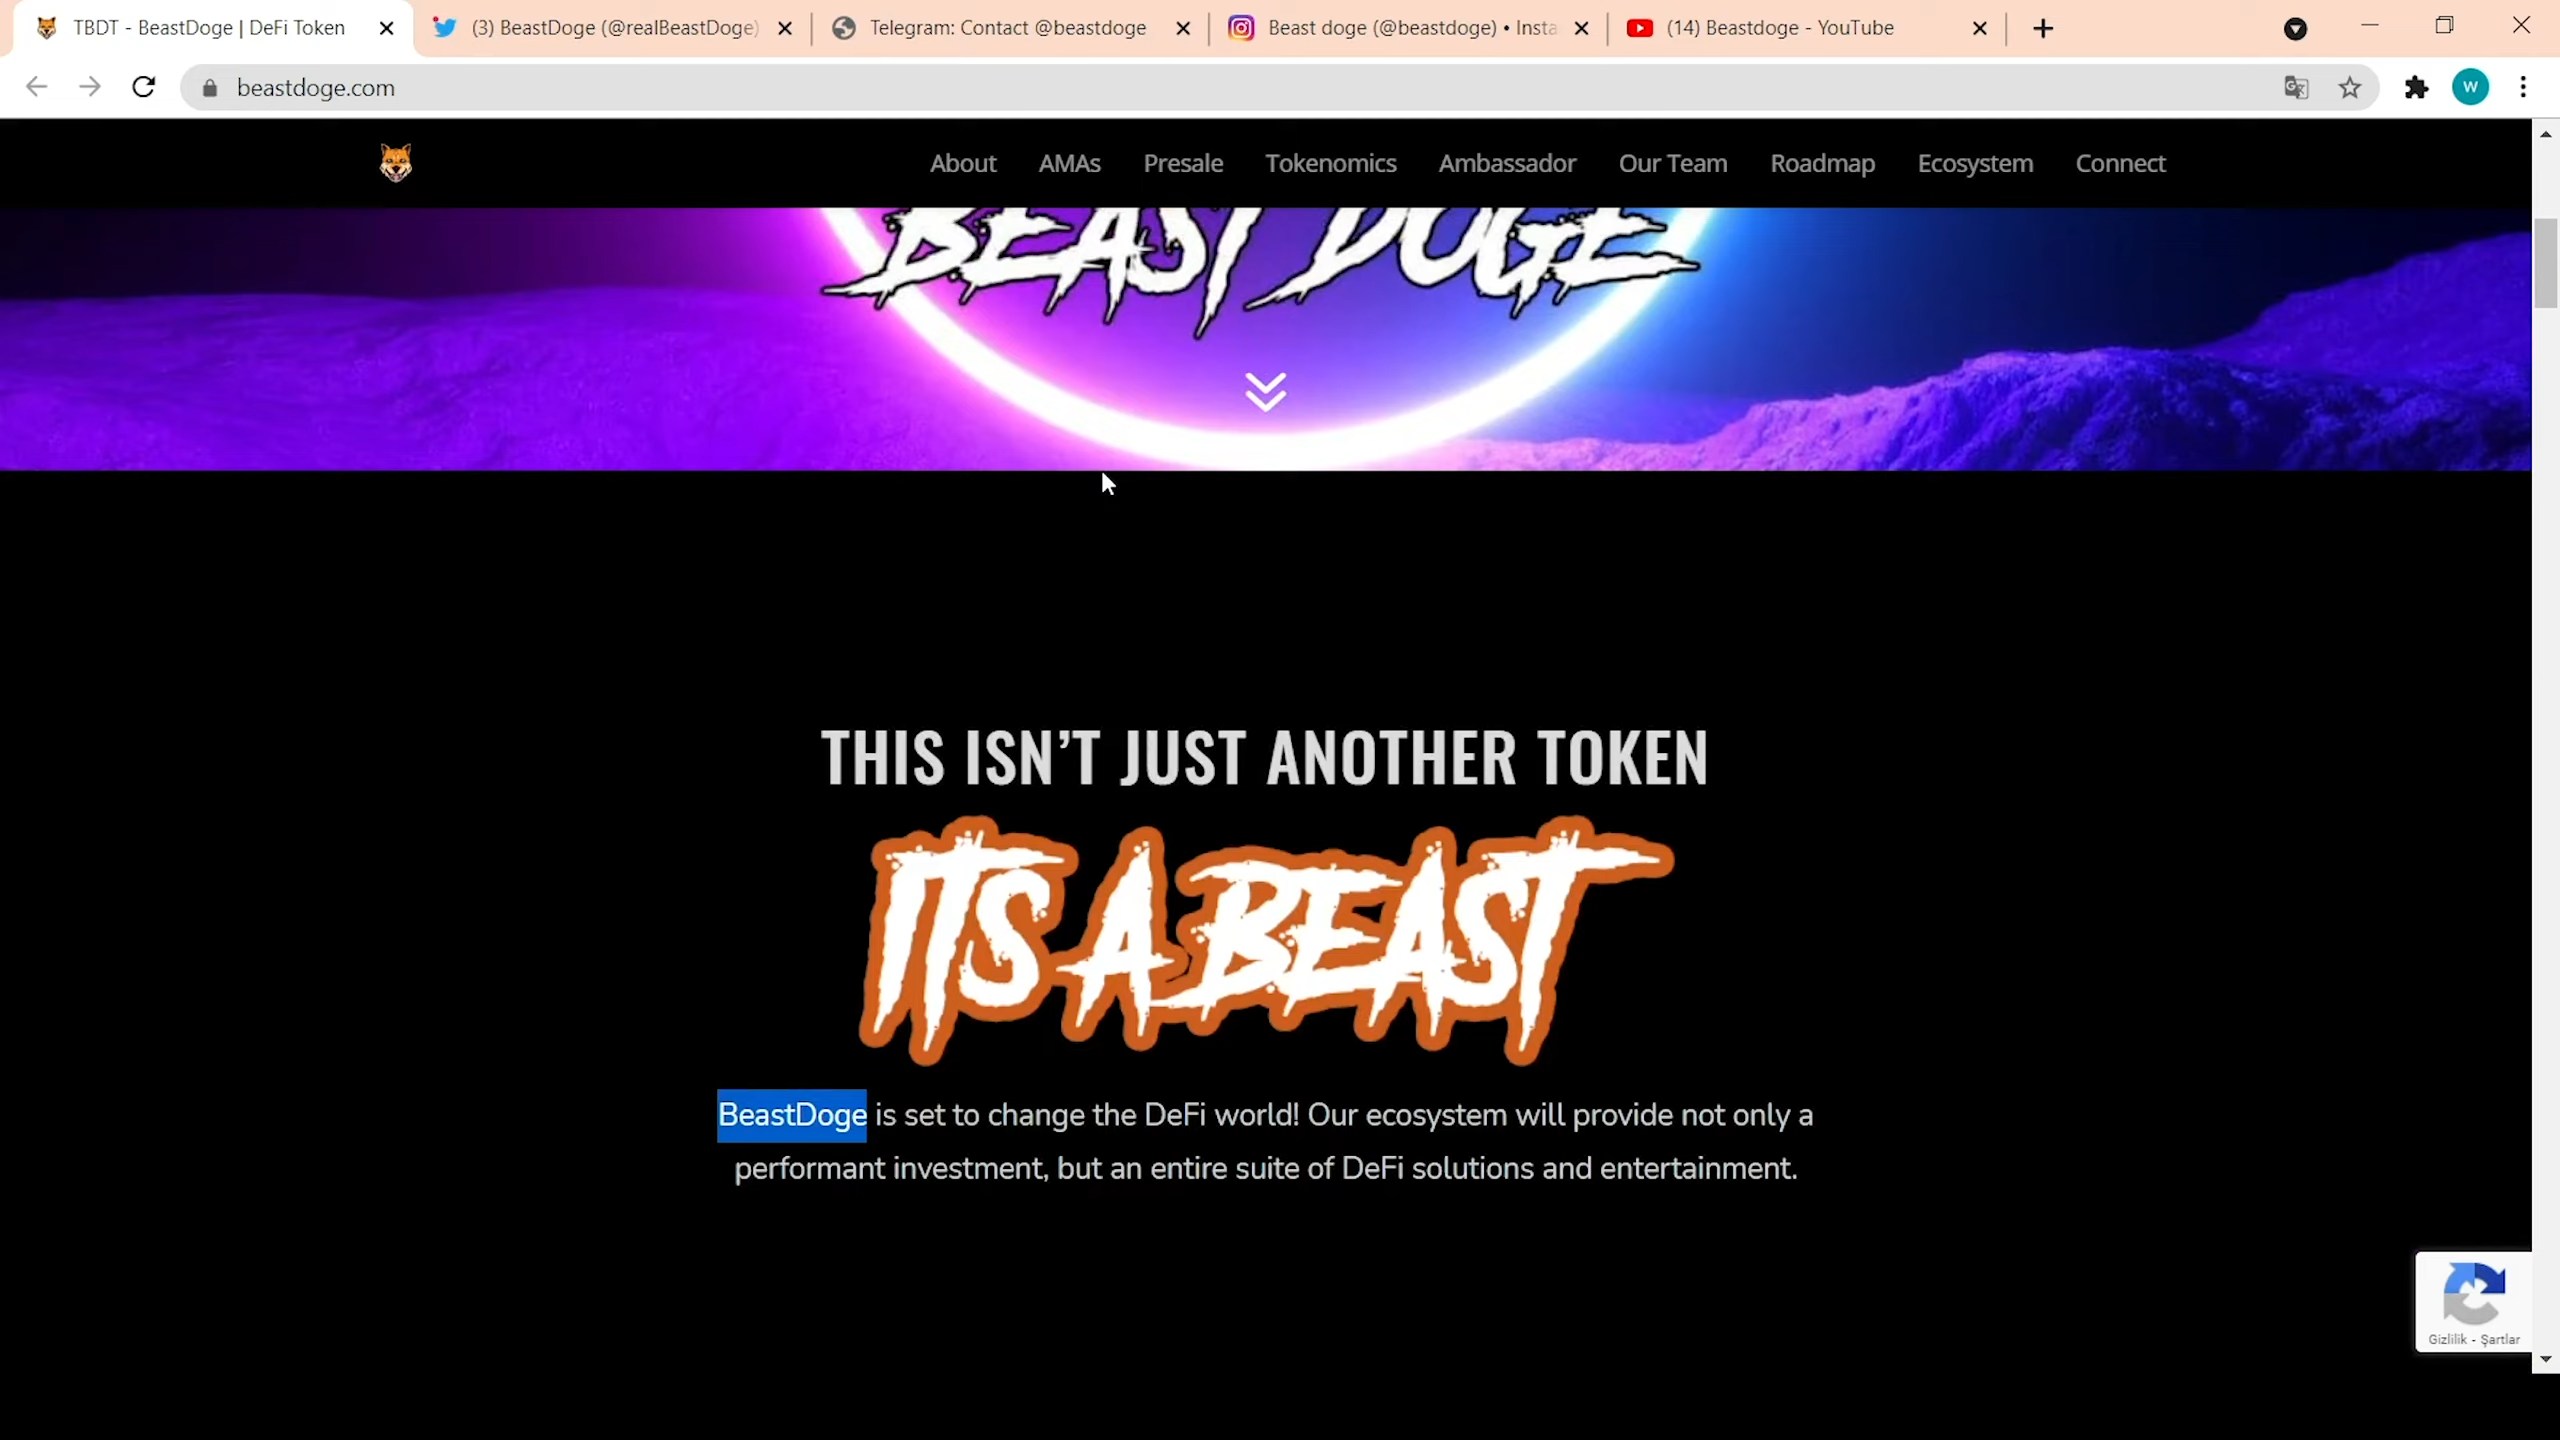 TBDT - BeastDoge | DeFi Token
(3) BeastDoge (@realBeastDoge)
Telegram: Contact @beastdoge
Beast doge (@beastdoge) • Insta
(14) Beastdoge - YouTube
beastdoge.com
W
About AMAs Presale Tokenomics Ambassador Our Team Roadmap Ecosystem Connect
BEAST DOGE
THIS ISN’T JUST ANOTHER TOKEN
ITS A BEAST
BeastDoge is set to change the DeFi world! Our ecosystem will provide not only a
performant investment, but an entire suite of DeFi solutions and entertainment.
Gizlilik - Şartlar